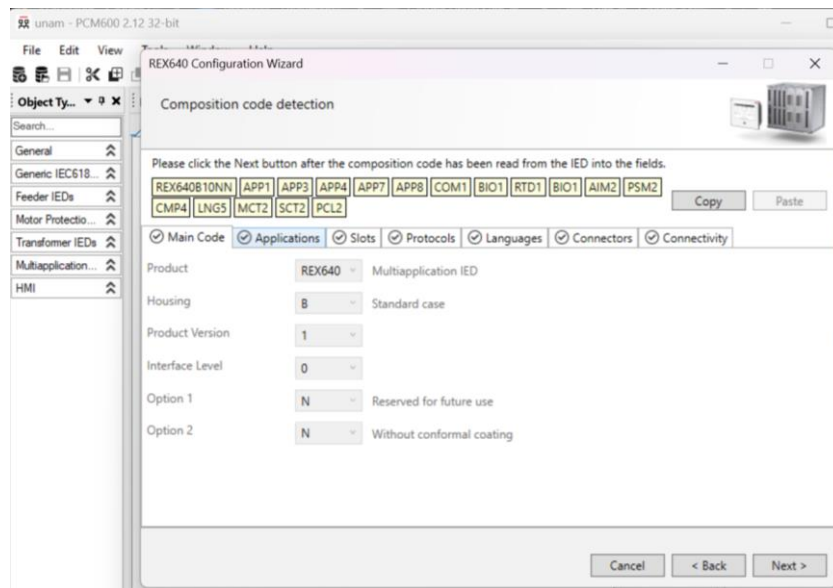 unam - PCM600 2.12 32-bit
File Edit View
REX640 Configuration Wizard
Composition code detection
Object Ty...
Search...
General
Generic IEC618...
Feeder IEDs
Motor Protectio...
Transformer IEDs
Multiapplication...
HMI
Please click the Next button after the composition code has been read from the IED into the fields.
REX640B10NN APP1 APP3 APP4 APP7 APP8 COM1 BIO1 RTD1 BIO1 AIM2 PSM2
CMP4 LNG5 MCT2 SCT2 PCL2
Copy Paste
Main Code Applications Slots Protocols Languages Connectors Connectivity
Product REX640 Multiapplication IED
Housing B Standard case
Product Version 1
Interface Level 0
Option 1 N Reserved for future use
Option 2 N Without conformal coating
Cancel < Back Next >